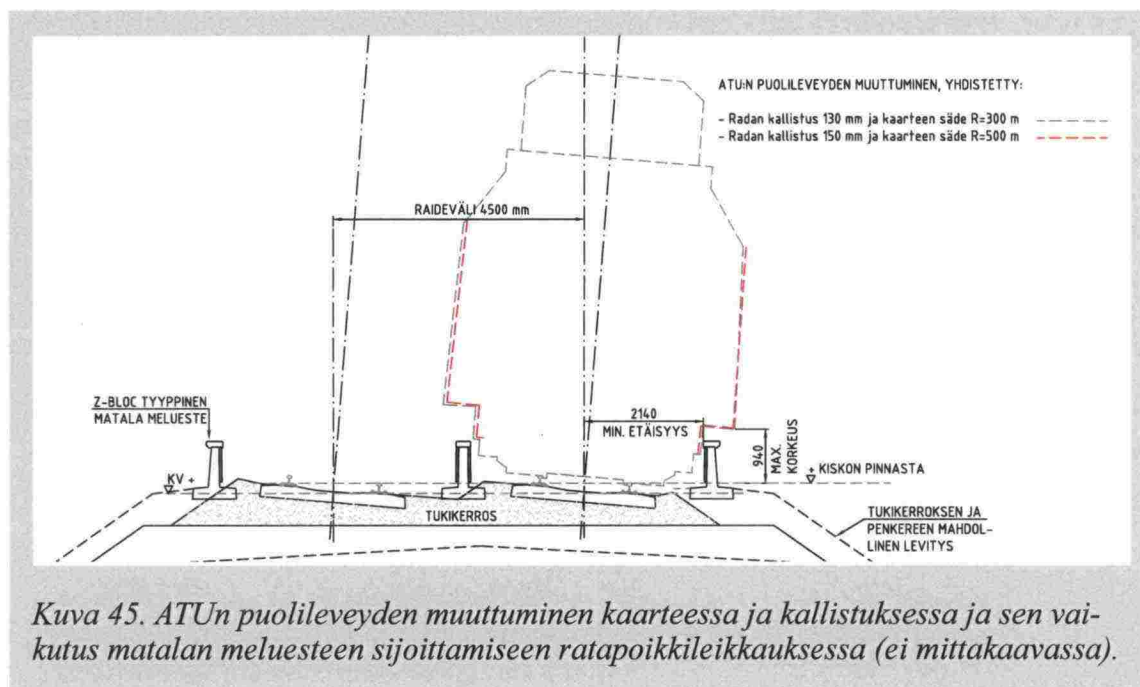 ATU:N PUOLILEVEYDEN MUUTTUMINEN, YHDISTETTY:
- Radan kallistus 130 mm ja kaarteen säde R=300 m
- Radan kallistus 150 mm ja kaarteen säde R=500 m
RAIDEVÄLI 4500 mm
Z-BLOC TYYPPINEN
MATALA MELUESTE
2140
MIN. ETÄISYYS
940
MAX.
KORKEUS
KV +
+ KISKON PINNASTA
TUKIKERROS
TUKIKERROKSEN JA
PENKEREEN MAHDOL-
LINEN LEVITYS
Kuva 45. ATUn puolileveyden muuttuminen kaarteessa ja kallistuksessa ja sen vai-
kutus matalan meluesteen sijoittamiseen ratapoikkileikkauksessa (ei mittakaavassa).